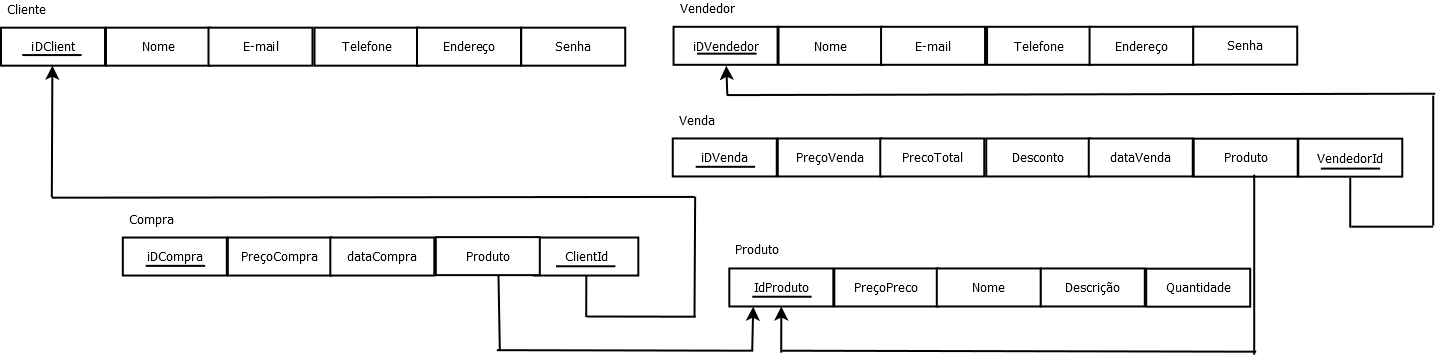 Cliente
iDClient Nome E-mail Telefone Endereço Senha
Vendedor
iDVendedor Nome E-mail Telefone Endereço Senha
Venda
iDVenda PreçoVenda PrecoTotal Desconto dataVenda Produto VendedorId
Compra
iDCompra PreçoCompra dataCompra Produto ClientId
Produto
IdProduto PreçoPreco Nome Descrição Quantidade